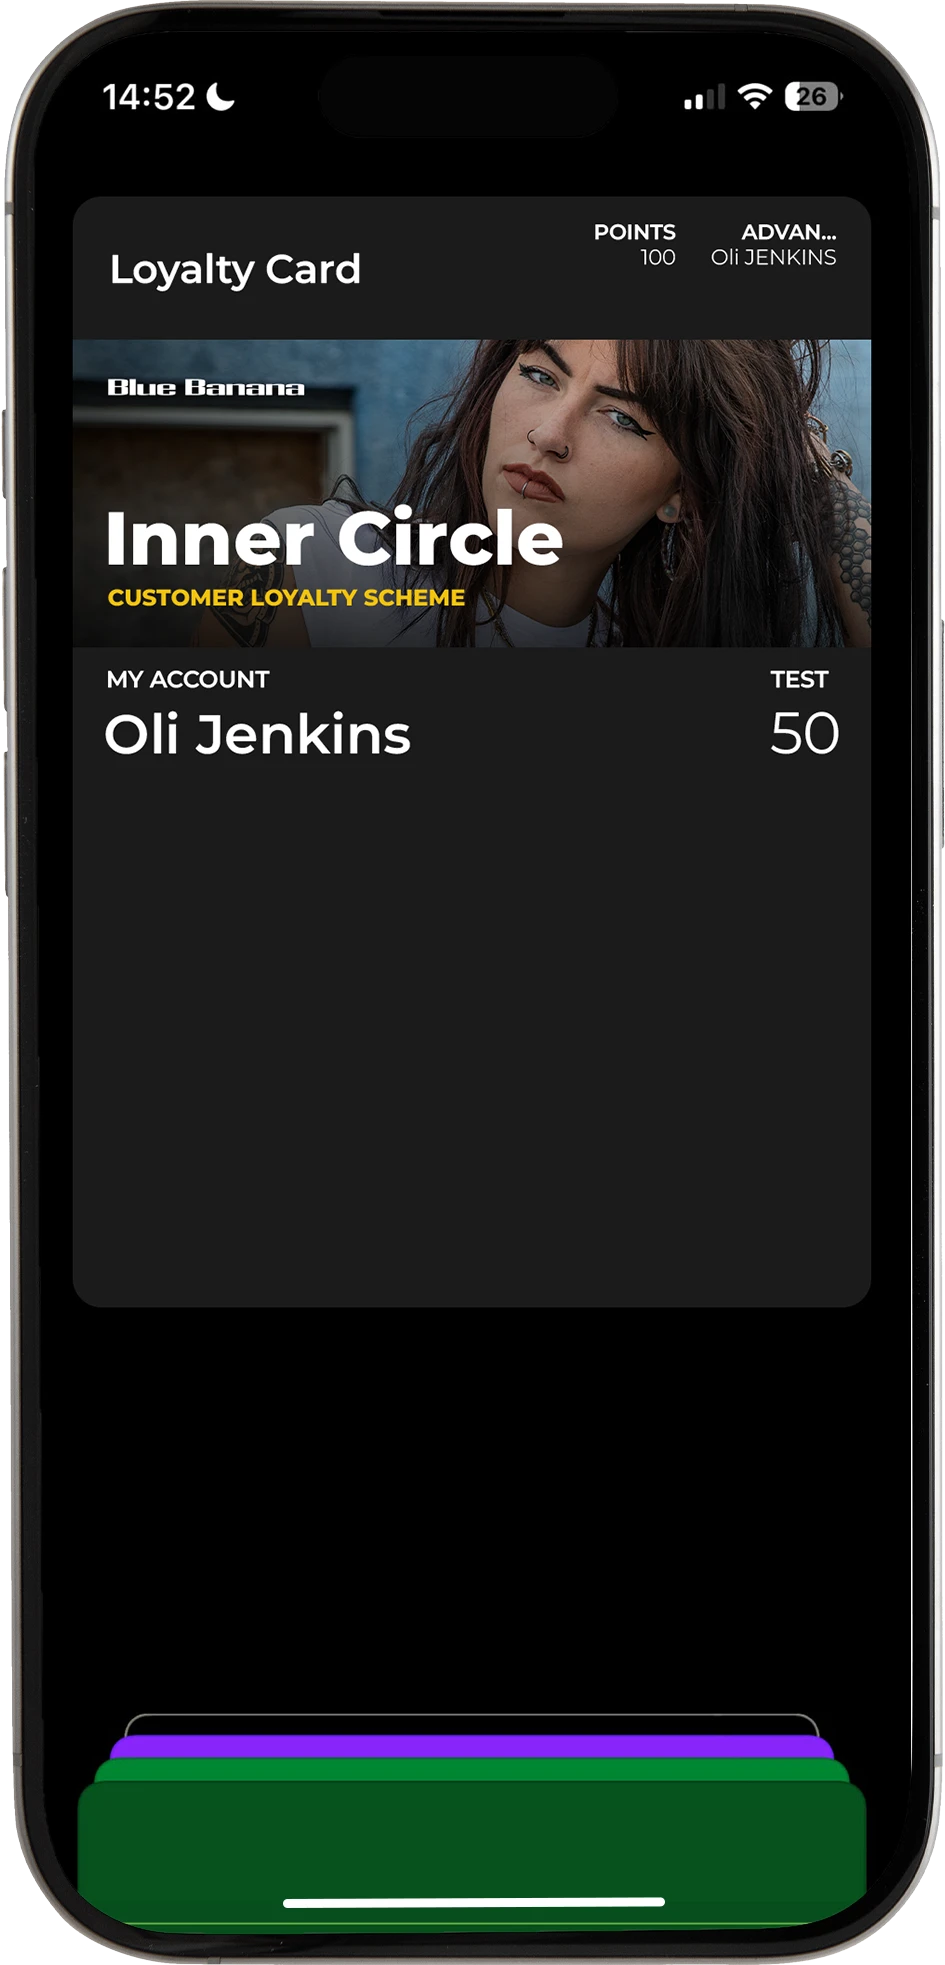 14:52
26
Loyalty Card
POINTS
100
ADVAN...
Oli JENKINS
Blue Banana
Inner Circle
CUSTOMER LOYALTY SCHEME
MY ACCOUNT
Oli Jenkins
TEST
50